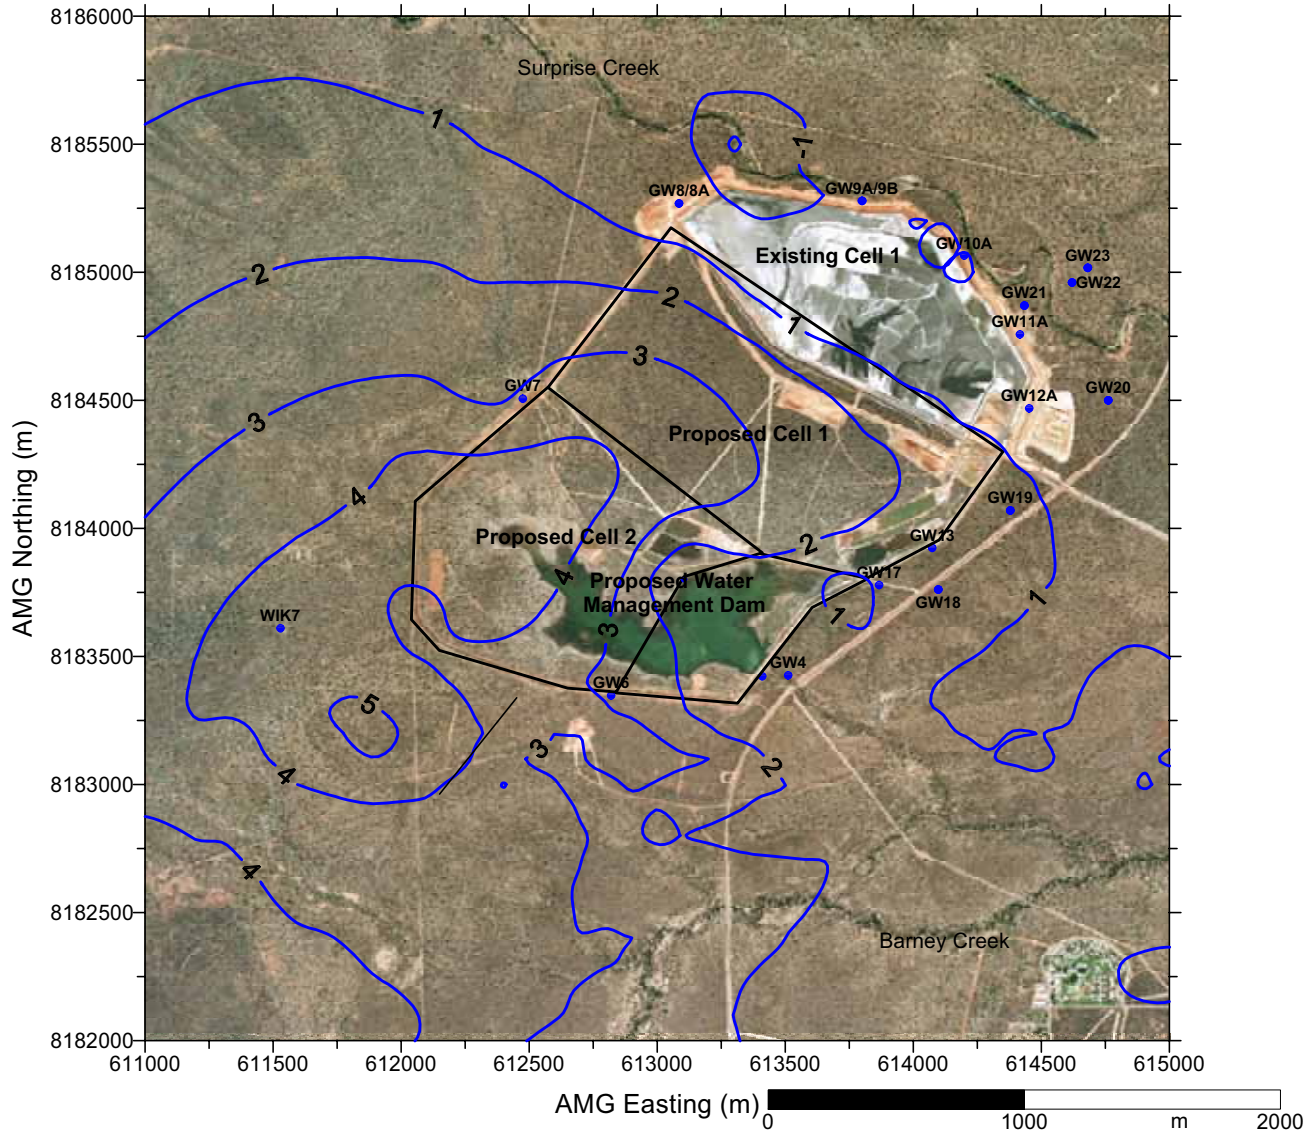 8186000
Surprise Creek
1
8185500
-1
GW8/8A
GW9A/9B
Existing Cell 1
GW10A
GW23
8185000
2
GW22
2
GW21
1
GW11A
3
GW7
GW12A
GW20
8184500
3
Proposed Cell 1
4
GW19
8184000
Proposed Cell 2
2
GW13
4
Proposed Water
Management Dam
GW17
1
GW18
1
WIK7
3
8183500
GW4
GW6
5
3
2
4
8183000
4
8182500
Barney Creek
8182000
611000
611500
612000
612500
613000
613500
614000
614500
615000
AMG Northing (m)
AMG Easting (m)
0
1000
m
2000